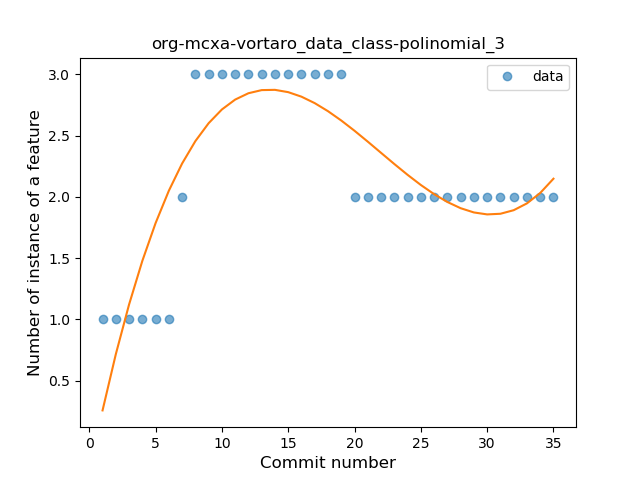 org-mcxa-vortaro_data_class-polinomial_3
data
Number of instance of a feature
3.0
2.5
2.0
1.5
1.0
0.5
0 5 10 15 20 25 30 35
Commit number